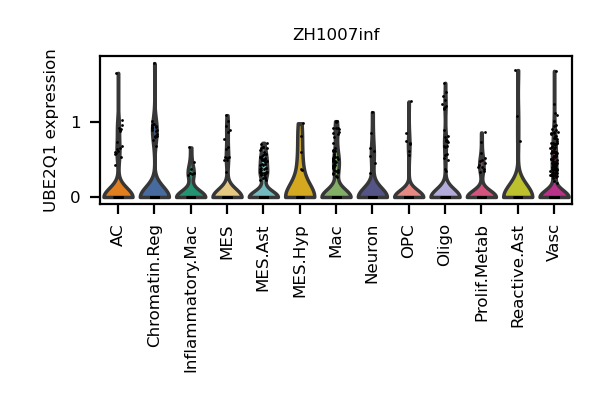 ZH1007inf
UBE2Q1 expression
1
0
AC
Chromatin.Reg
Inflammatory.Mac
MES
MES.Ast
MES.Hyp
Mac
Neuron
OPC
Oligo
Prolif.Metab
Reactive.Ast
Vasc